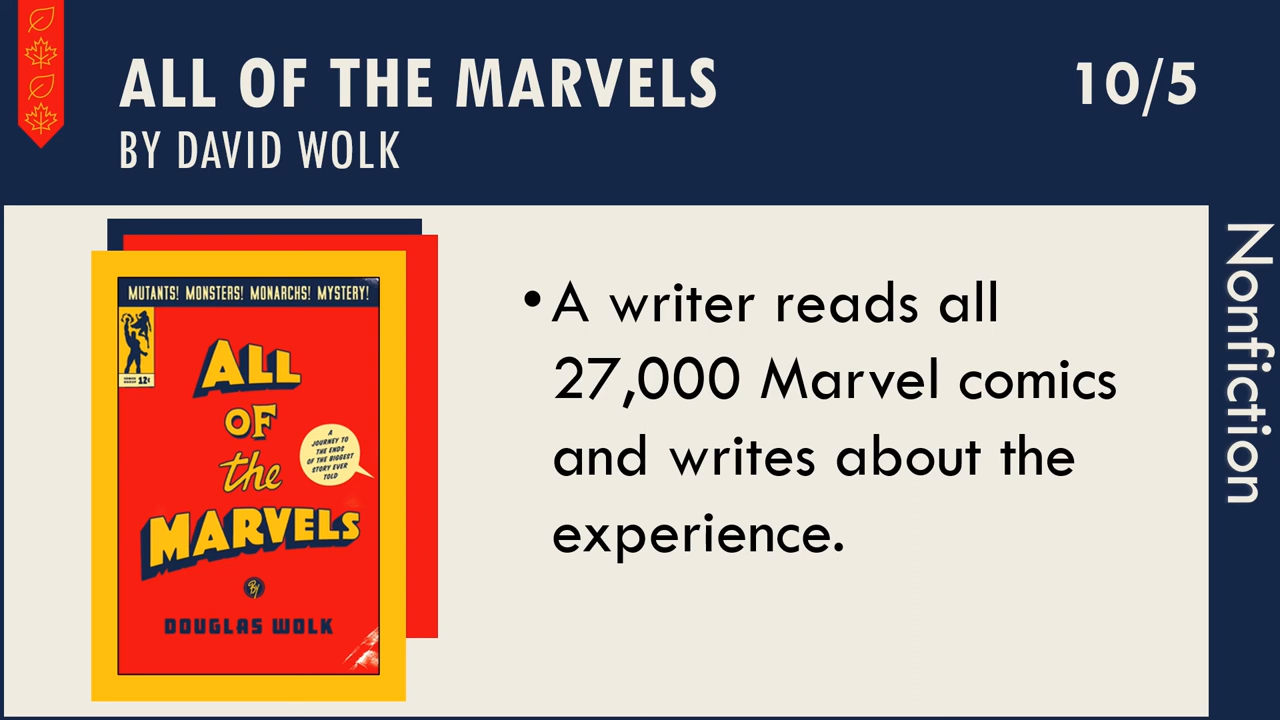 ALL OF THE MARVELS
BY DAVID WOLK
10/5
MUTANTS! MONSTERS! MONARCHS! MYSTERY!
12¢
ALL
OF
the
MARVELS
A
JOURNEY TO
THE ENDS
OF THE BIGGEST
STORY EVER
TOLD
By
DOUGLAS WOLK
•A writer reads all
27,000 Marvel comics
and writes about the
experience.
Nonfiction